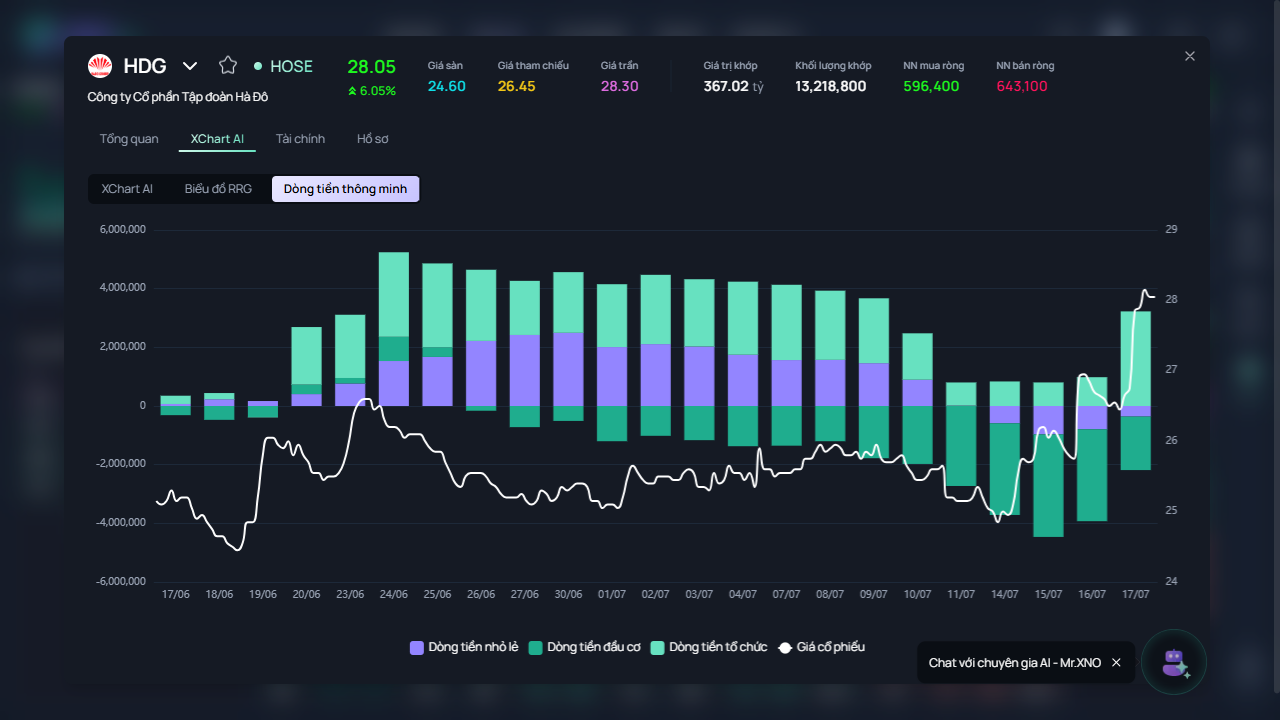 HDG
HOSE
Công ty Cổ phần Tập đoàn Hà Đô
28.05
6.05%
Giá sàn
24.60
Giá tham chiếu
26.45
Giá trần
28.30
Giá trị khớp
367.02 tỷ
Khối lượng khớp
13,218,800
NN mua ròng
596,400
NN bán ròng
643,100
Tổng quan
XChart AI
Tài chính
Hồ sơ
XChart AI
Biểu đồ RRG
Dòng tiền thông minh
6,000,000
4,000,000
2,000,000
0
-2,000,000
-4,000,000
-6,000,000
29
28
27
26
25
24
17/06 18/06 19/06 20/06 23/06 24/06 25/06 26/06 27/06 30/06 01/07 02/07 03/07 04/07 07/07 08/07 09/07 10/07 11/07 14/07 15/07 16/07 17/07
Dòng tiền nhỏ lẻ
Dòng tiền đầu cơ
Dòng tiền tổ chức
Giá cổ phiếu
Chat với chuyên gia AI - Mr.XNO